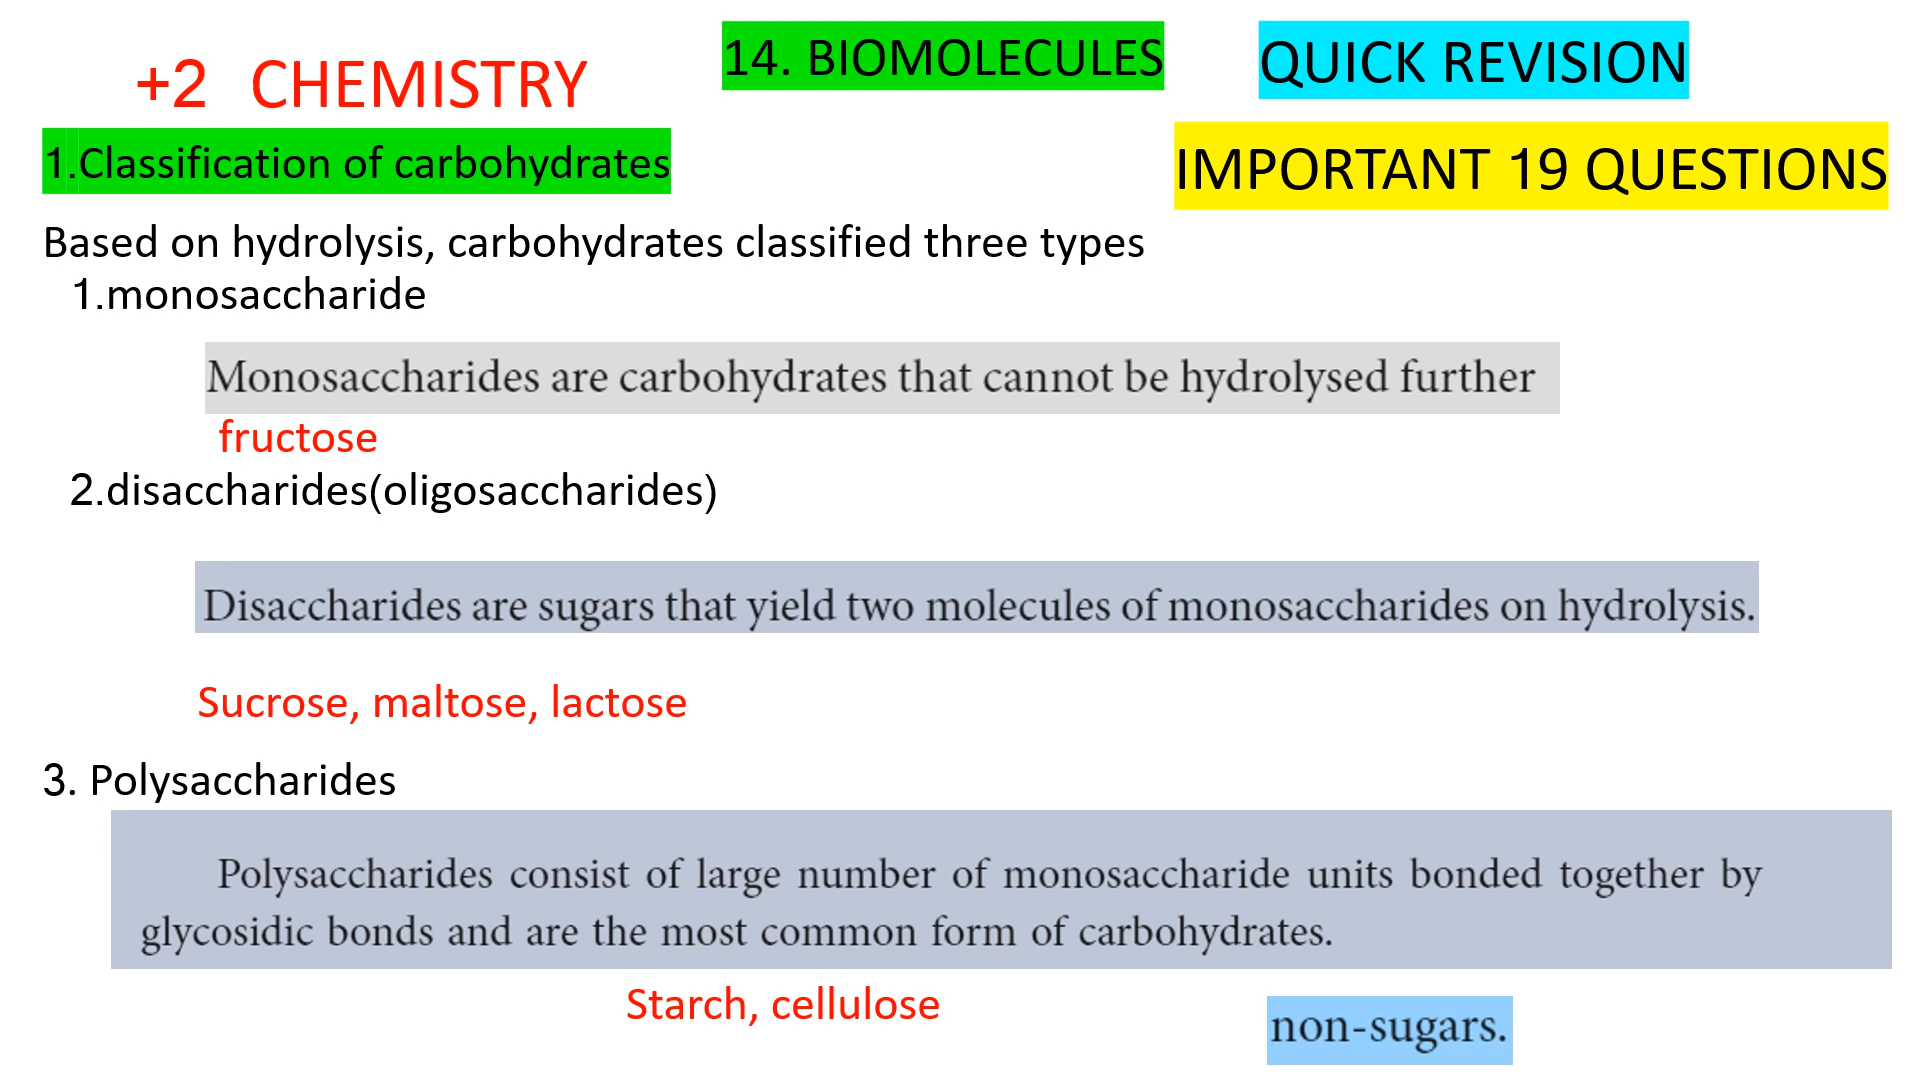 +2 CHEMISTRY
14. BIOMOLECULES
QUICK REVISION
1.Classification of carbohydrates
IMPORTANT 19 QUESTIONS
Based on hydrolysis, carbohydrates classified three types
1.monosaccharide
Monosaccharides are carbohydrates that cannot be hydrolysed further
fructose
2.disaccharides(oligosaccharides)
Disaccharides are sugars that yield two molecules of monosaccharides on hydrolysis.
Sucrose, maltose, lactose
3. Polysaccharides
Polysaccharides consist of large number of monosaccharide units bonded together by
glycosidic bonds and are the most common form of carbohydrates.
Starch, cellulose
non-sugars.